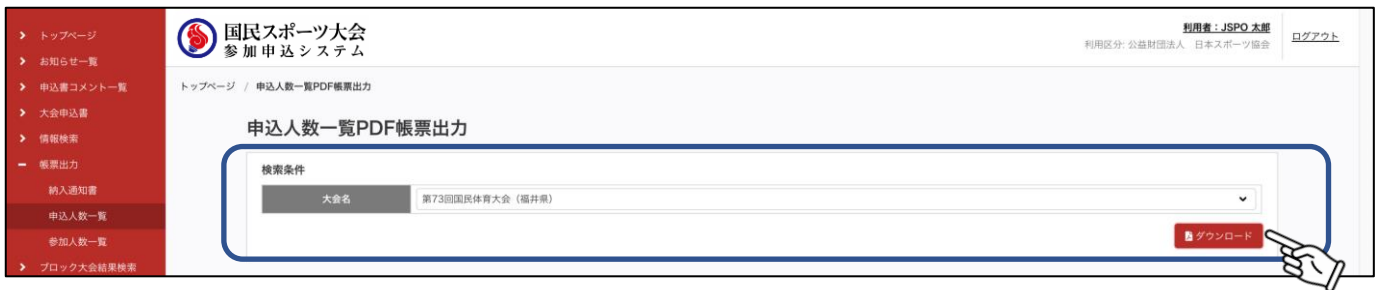 トップページ
お知らせ一覧
申込書コメント一覧
大会申込書
情報検索
帳票出力
納入通知書
申込人数一覧
参加人数一覧
ブロック大会結果検索
国民スポーツ大会
参加申込システム
利用者：JSPO 太郎
利用区分: 公益財団法人　日本スポーツ協会
ログアウト
トップページ / 申込人数一覧PDF帳票出力
申込人数一覧PDF帳票出力
検索条件
大会名
第73回国民体育大会（福井県）
ダウンロード